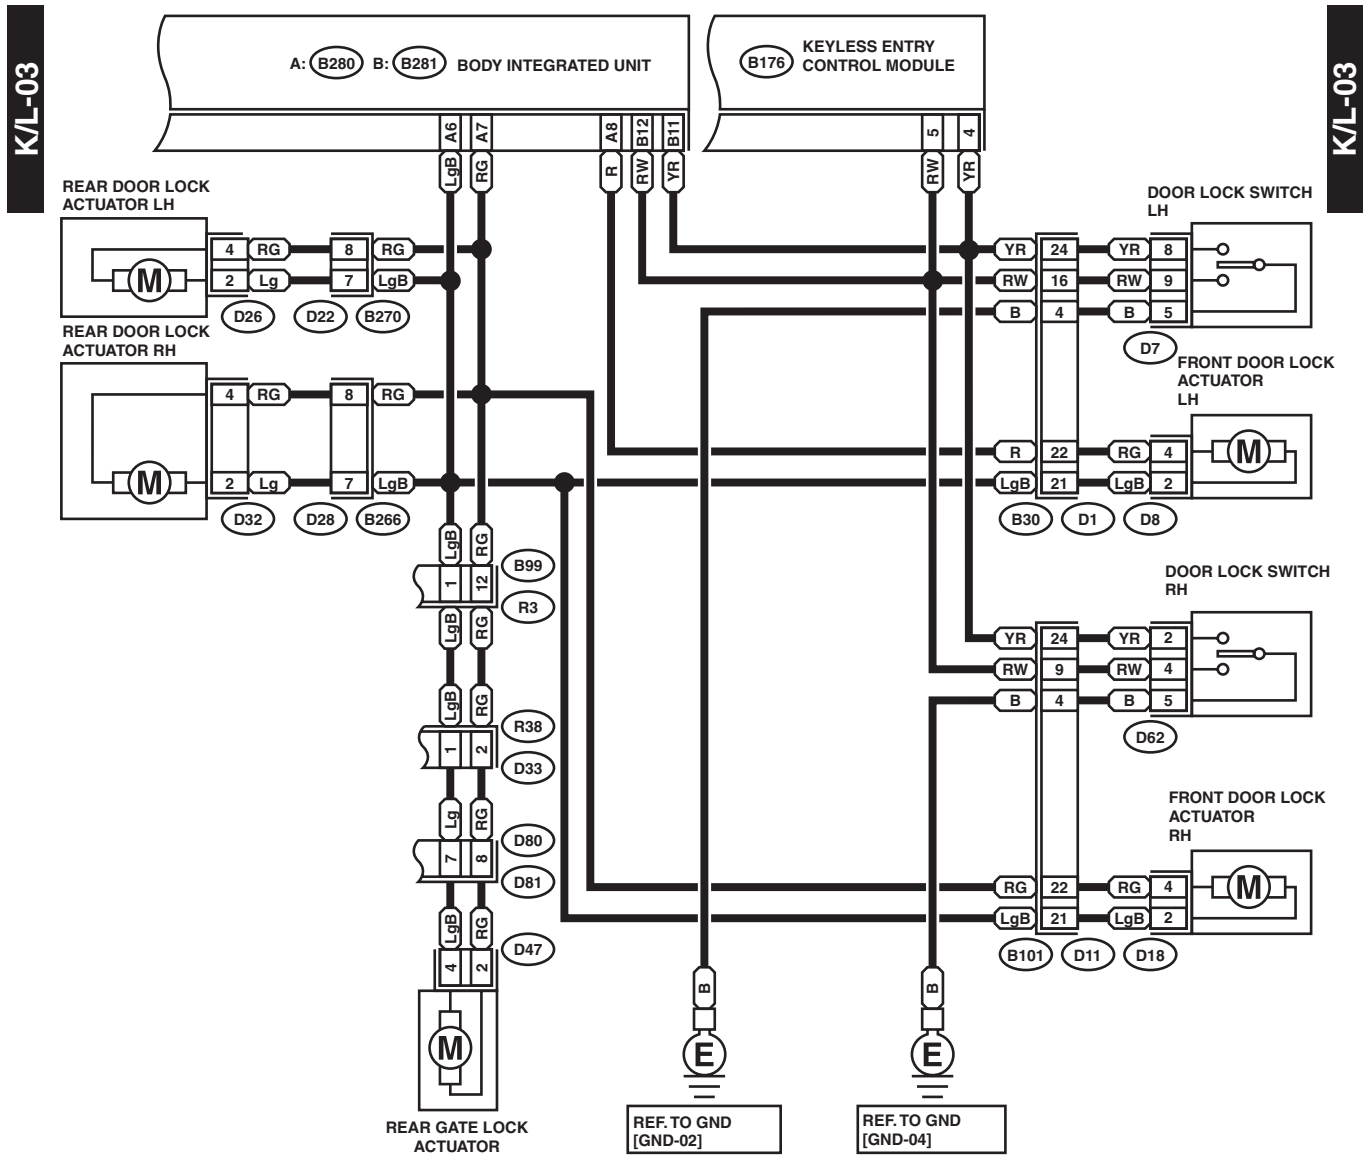 K/L-03
K/L-03
A: B280 B: B281 BODY INTEGRATED UNIT
B176 KEYLESS ENTRY
CONTROL MODULE
A6 A7 A8 B12 B11 5 4
LgB RG R RW YR RW YR
REAR DOOR LOCK
ACTUATOR LH
M
4 RG 8 RG
2 Lg 7 LgB
D26 D22 B270
REAR DOOR LOCK
ACTUATOR RH
M
4 RG 8 RG
2 Lg 7 LgB
D32 D28 B266
DOOR LOCK SWITCH
LH
YR 24 YR 8
RW 16 RW 9
B 4 B 5
D7
FRONT DOOR LOCK
ACTUATOR
LH
R 22 RG 4
LgB 21 LgB 2
M
B30 D1 D8
LgB RG
1 12
B99
R3
LgB RG
LgB RG
R38
1 2
D33
Lg RG
D80
7 8
D81
LgB RG
D47
4 2
M
REAR GATE LOCK
ACTUATOR
DOOR LOCK SWITCH
RH
YR 24 YR 2
RW 9 RW 4
B 4 B 5
D62
FRONT DOOR LOCK
ACTUATOR
RH
RG 22 RG 4
LgB 21 LgB 2
M
B101 D11 D18
B B
E E
REF. TO GND
[GND-02]
REF. TO GND
[GND-04]